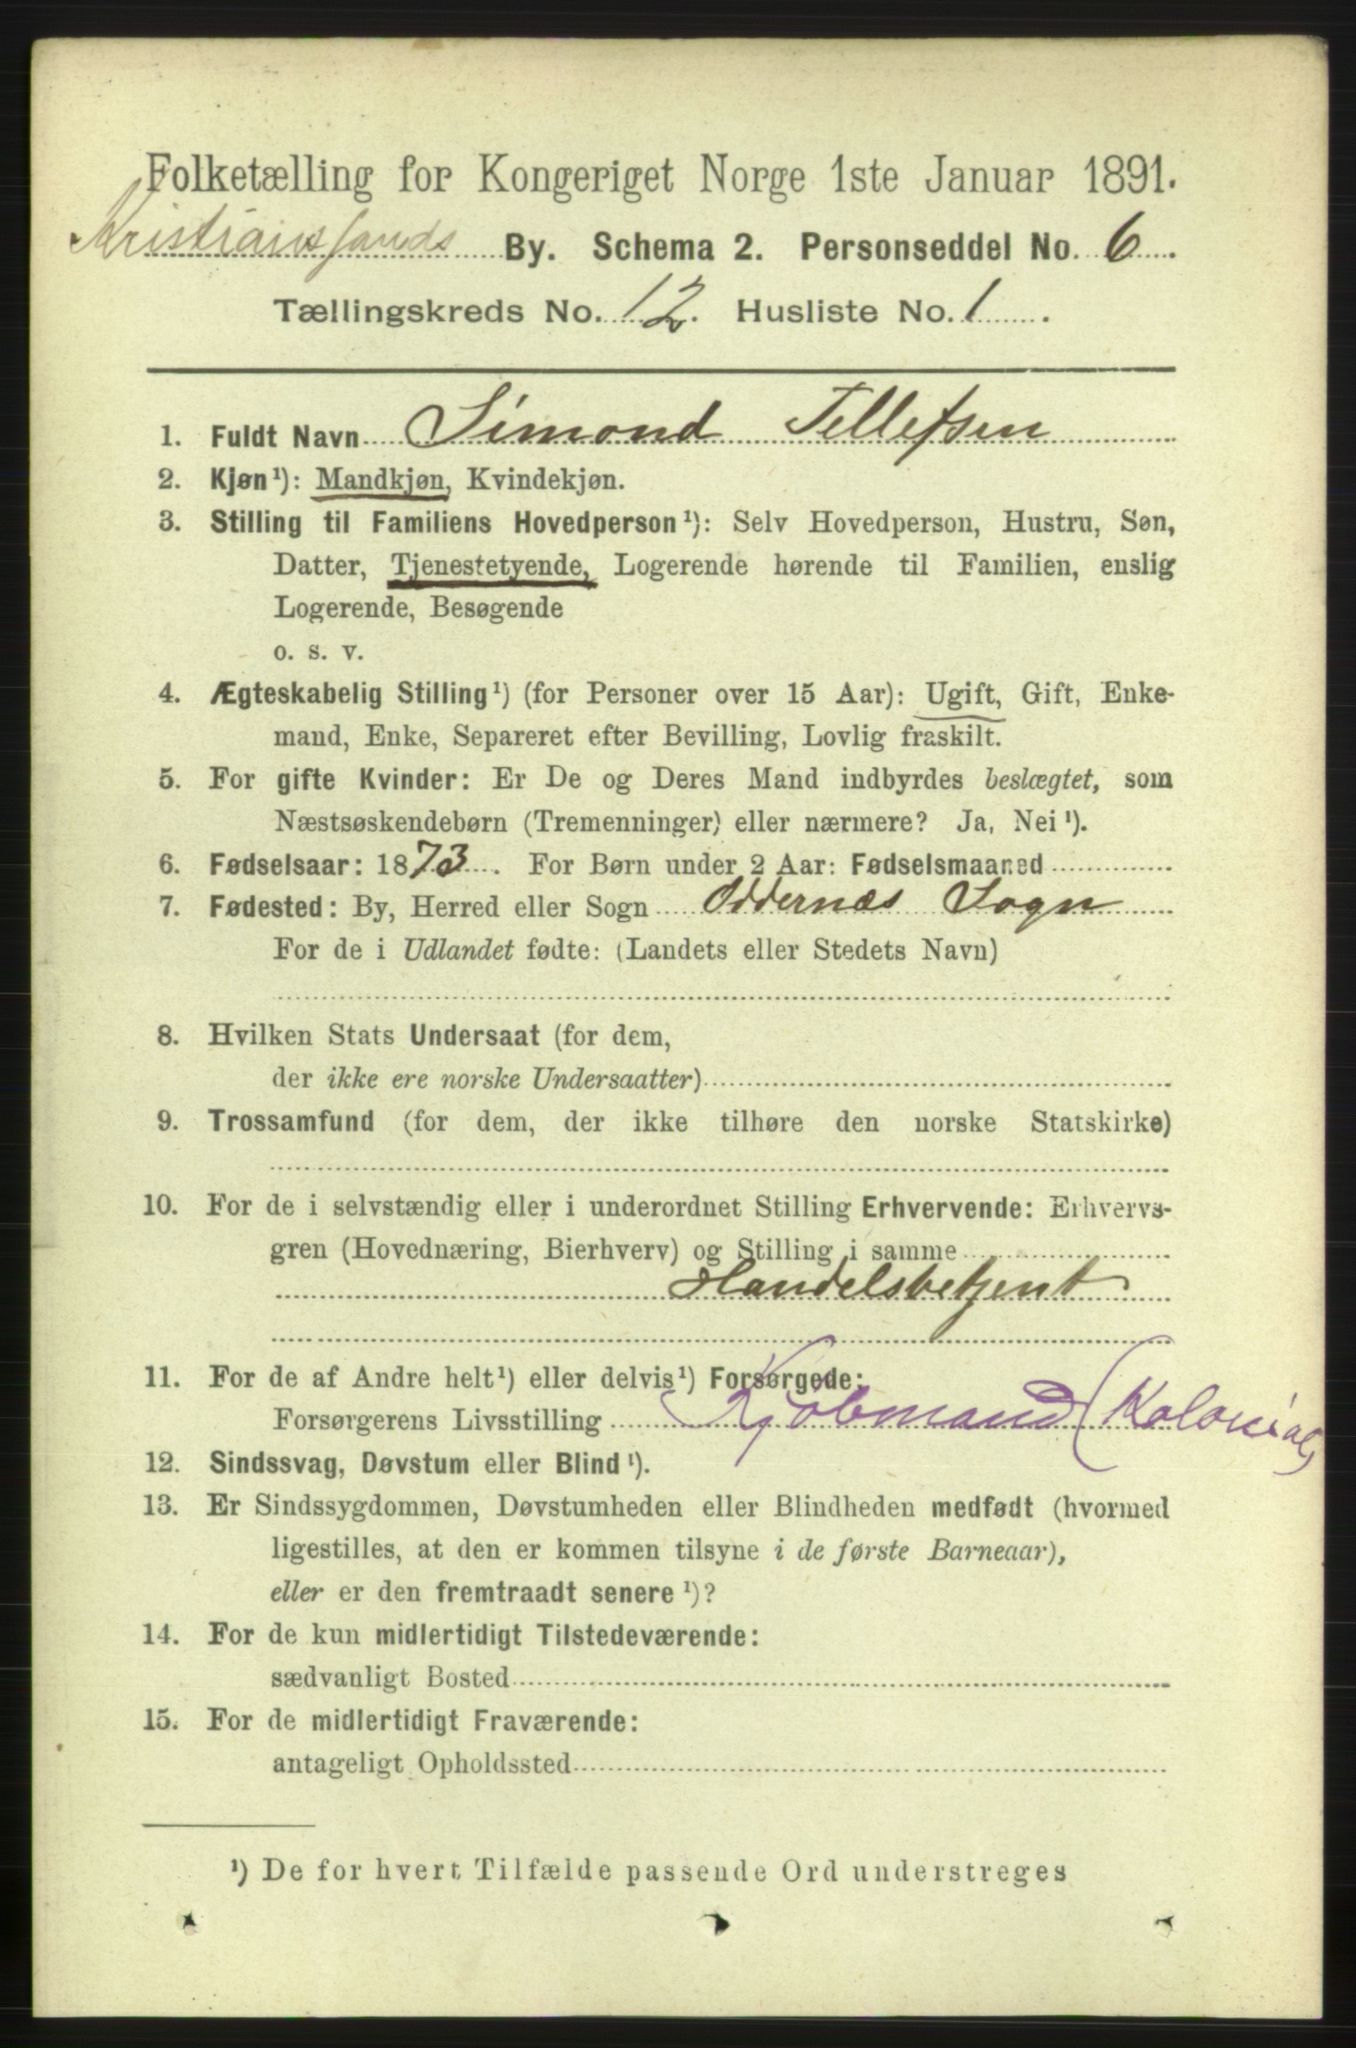 Folketælling for Kongeriget Norge 1ste Januar 1891.
Kristianssands By. Schema 2. Personseddel No. 6.
Tællingskreds No. 12. Husliste No. 1.
1. Fuldt Navn Simond Tellefsen
2. Kjøn¹): Mandkjøn, Kvindekjøn.
3. Stilling til Familiens Hovedperson¹): Selv Hovedperson, Hustru, Søn,
Datter, Tjenestetyende, Logerende hørende til Familien, enslig
Logerende, Besøgende
o. s. v.
4. Ægteskabelig Stilling¹) (for Personer over 15 Aar): Ugift, Gift, Enke-
mand, Enke, Separeret efter Bevilling, Lovlig fraskilt.
5. For gifte Kvinder: Er De og Deres Mand indbyrdes beslægtet, som
Næstsøskendebørn (Tremenninger) eller nærmere? Ja, Nei¹).
6. Fødselsaar: 1873. For Børn under 2 Aar: Fødselsmaaned
7. Fødested: By, Herred eller Sogn Oddernæs Sogn
For de i Udlandet fødte: (Landets eller Stedets Navn)
8. Hvilken Stats Undersaat (for dem,
der ikke ere norske Undersaatter)
9. Trossamfund (for dem, der ikke tilhøre den norske Statskirke)
10. For de i selvstændig eller i underordnet Stilling Erhvervende: Erhvervs-
gren (Hovednæring, Bierhverv) og Stilling i samme
Handelsbetjent
11. For de af Andre helt¹) eller delvis¹) Forsørgede:
Forsørgerens Livsstilling Kjøbmand (Kolonial)
12. Sindssvag, Døvstum eller Blind¹).
13. Er Sindssygdommen, Døvstumheden eller Blindheden medfødt (hvormed
ligestilles, at den er kommen tilsyne i de første Barneaar),
eller er den fremtraadt senere¹)?
14. For de kun midlertidigt Tilstedeværende:
sædvanligt Bosted
15. For de midlertidigt Fraværende:
antageligt Opholdssted
¹) De for hvert Tilfælde passende Ord understreges